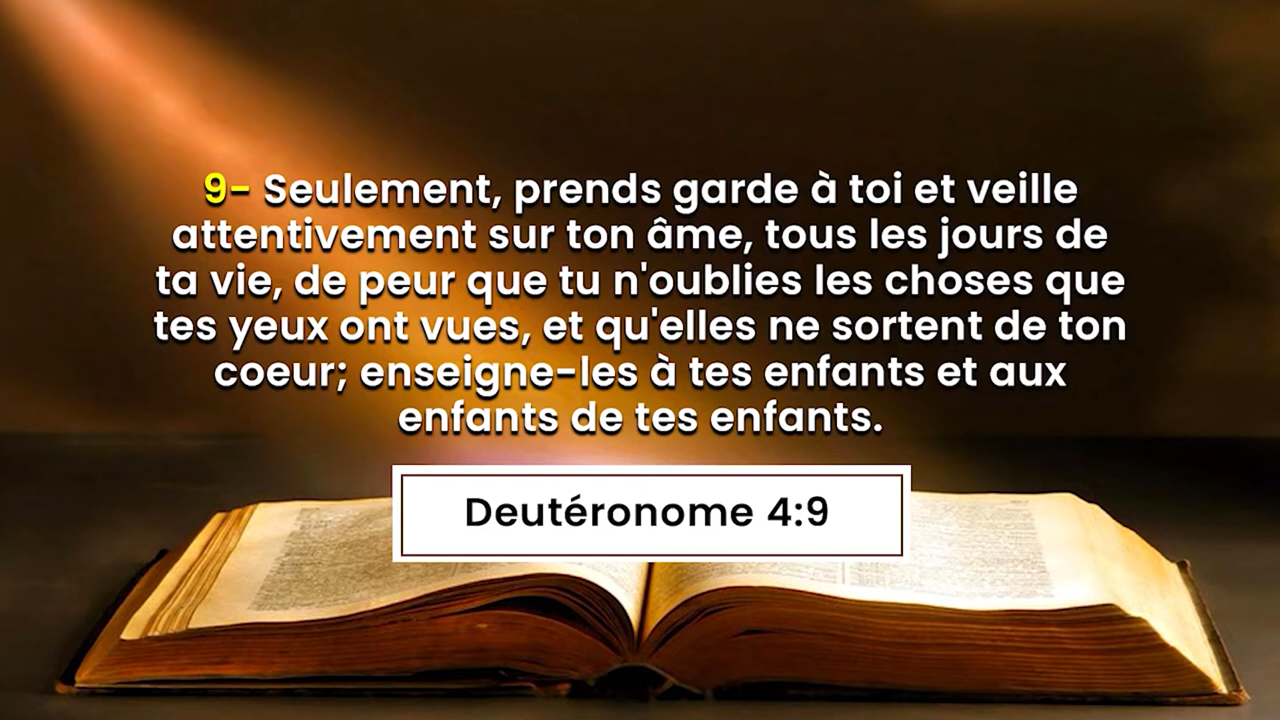 9- Seulement, prends garde à toi et veille
attentivement sur ton âme, tous les jours de
ta vie, de peur que tu n'oublies les choses que
tes yeux ont vues, et qu'elles ne sortent de ton
coeur; enseigne-les à tes enfants et aux
enfants de tes enfants.
Deutéronome 4:9